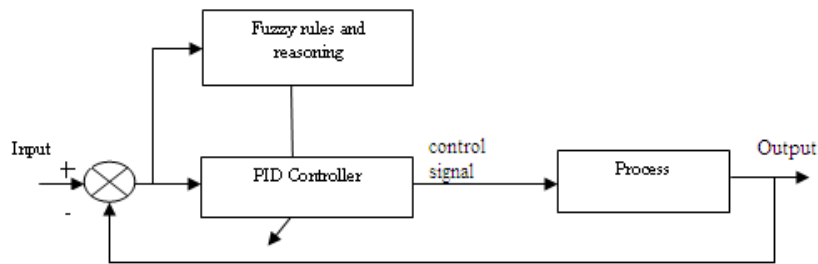 Fuzzy rules and
reasoning
Input
+
-
PID Controller
control
signal
Process
Output